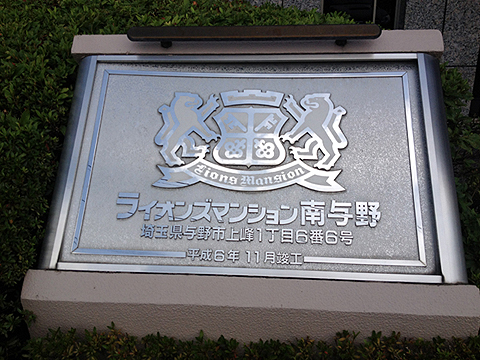 Lions Mansion
ライオンズマンション南与野
埼玉県与野市上峰1丁目6番6号
平成6年11月竣工